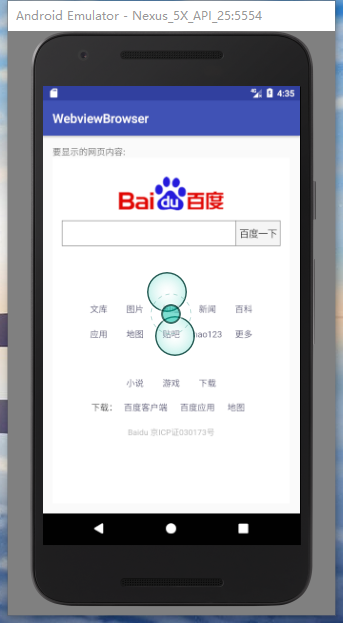 Android Emulator - Nexus_5X_API_25:5554
4:35
WebviewBrowser
要显示的网页内容:
Bai du 百度
百度一下
文库 图片 新闻 百科
应用 地图 贴吧 hao123 更多
小说 游戏 下载
下载: 百度客户端 百度应用 地图
Baidu 京ICP证030173号